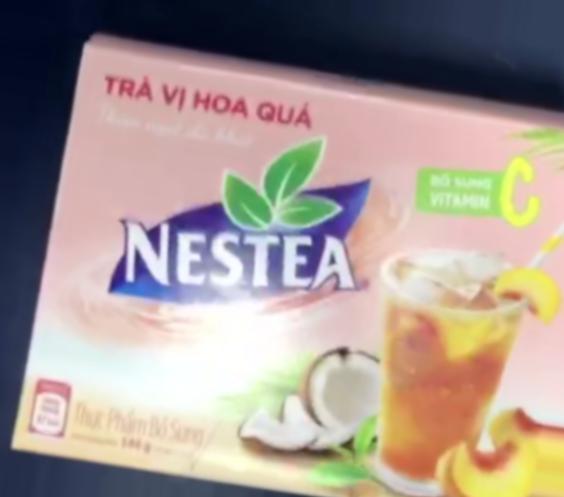 TRÀ VỊ HOA QUẢ
BỔ SUNG
VITAMIN C
NESTEA
Thực Phẩm Bổ Sung